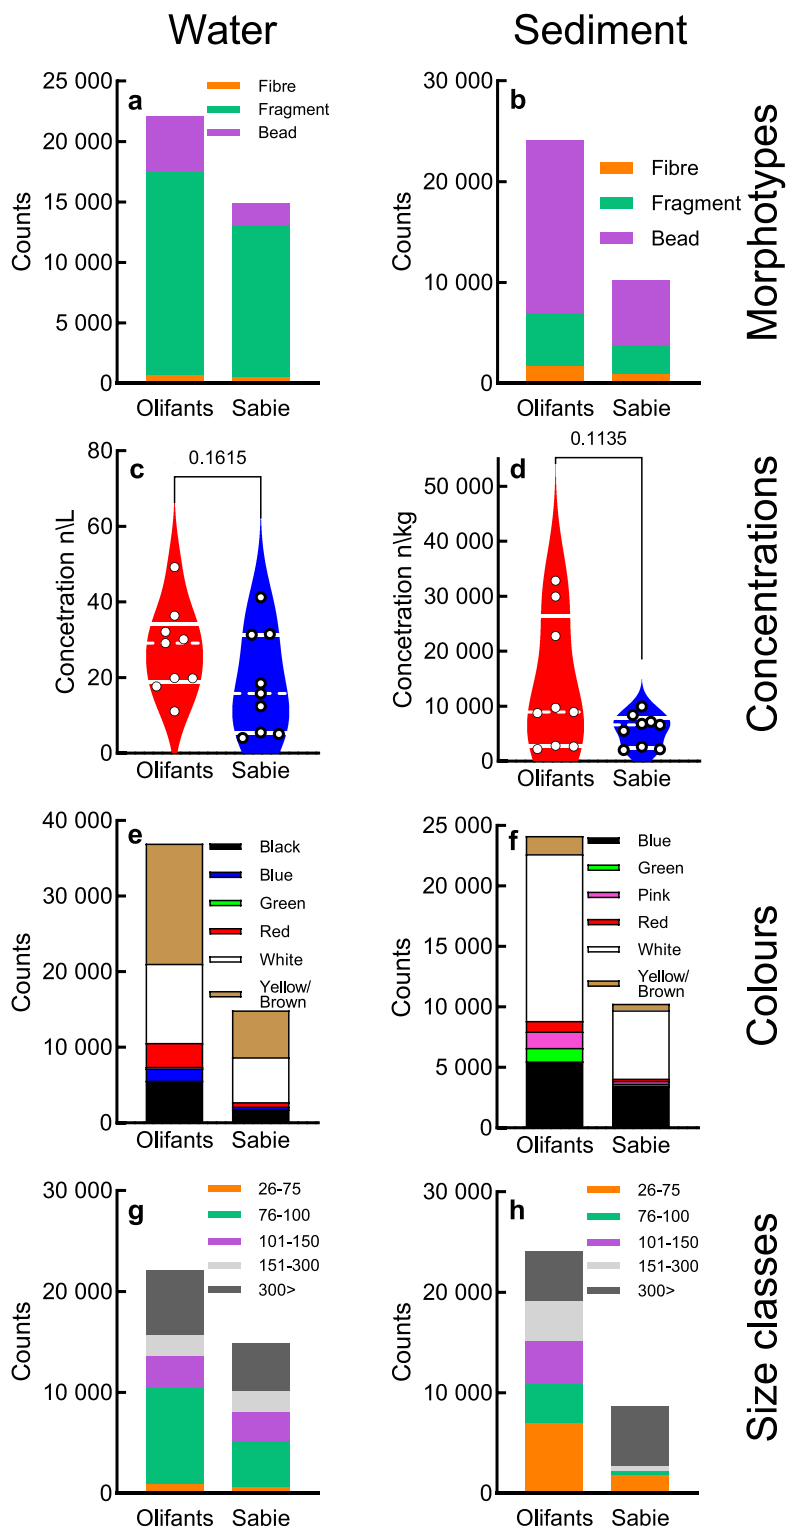 Water
Sediment
Morphotypes
a
25 000
20 000
15 000
10 000
5 000
0
Counts
Fibre
Fragment
Bead
Olifants
Sabie
b
30 000
20 000
10 000
0
Counts
Fibre
Fragment
Bead
Olifants
Sabie
Concentrations
c
0.1615
80
60
40
20
0
Concetration n\L
Olifants
Sabie
d
0.1135
50 000
40 000
30 000
20 000
10 000
0
Concetration n\kg
Olifants
Sabie
Colours
e
40 000
30 000
20 000
10 000
0
Counts
Black
Blue
Green
Red
White
Yellow/
Brown
Olifants
Sabie
f
25 000
20 000
15 000
10 000
5 000
0
Counts
Blue
Green
Pink
Red
White
Yellow/
Brown
Olifants
Sabie
Size classes
g
30 000
20 000
10 000
0
Counts
26-75
76-100
101-150
151-300
300>
Olifants
Sabie
h
30 000
20 000
10 000
0
Counts
26-75
76-100
101-150
151-300
300>
Olifants
Sabie